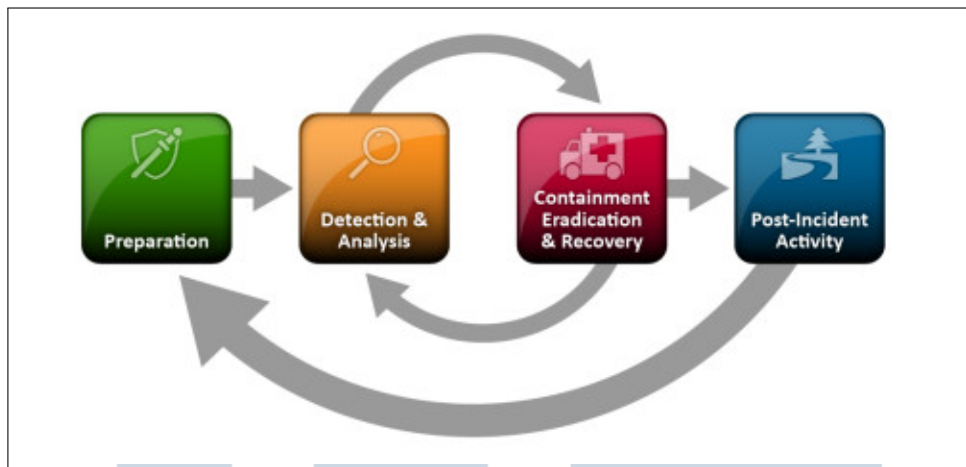 Preparation
Detection &
Analysis
Containment
Eradication
& Recovery
Post-Incident
Activity